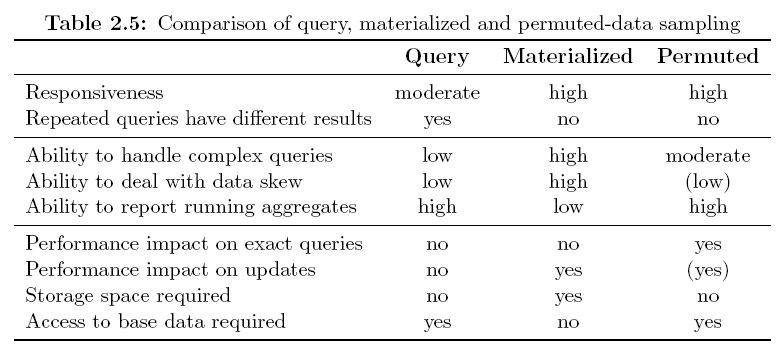 Table 2.5: Comparison of query, materialized and permuted-data sampling
Query Materialized Permuted
Responsiveness moderate high high
Repeated queries have different results yes no no
Ability to handle complex queries low high moderate
Ability to deal with data skew low high (low)
Ability to report running aggregates high low high
Performance impact on exact queries no no yes
Performance impact on updates no yes (yes)
Storage space required no yes no
Access to base data required yes no yes